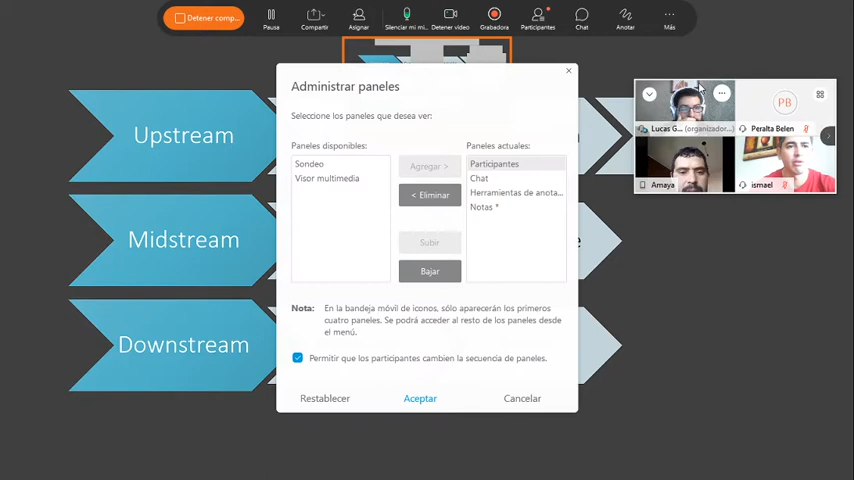 Detener comp...
Pausa
Compartir
Asignar
Silenciar mi mi...
Detener vídeo
Grabadora
Participantes
Chat
Anotar
Más
Administrar paneles
Seleccione los paneles que desea ver:
Paneles disponibles:
Paneles actuales:
Sondeo
Visor multimedia
Agregar >
< Eliminar
Subir
Bajar
Participantes
Chat
Herramientas de anota...
Notas *
Nota:
En la bandeja móvil de iconos, sólo aparecerán los primeros
cuatro paneles. Se podrá acceder al resto de los paneles desde
el menú.
Permitir que los participantes cambien la secuencia de paneles.
Restablecer
Aceptar
Cancelar
Upstream
Midstream
Downstream
PB
Lucas G... (organizador...)
Peralta Belen
Amaya
ismael